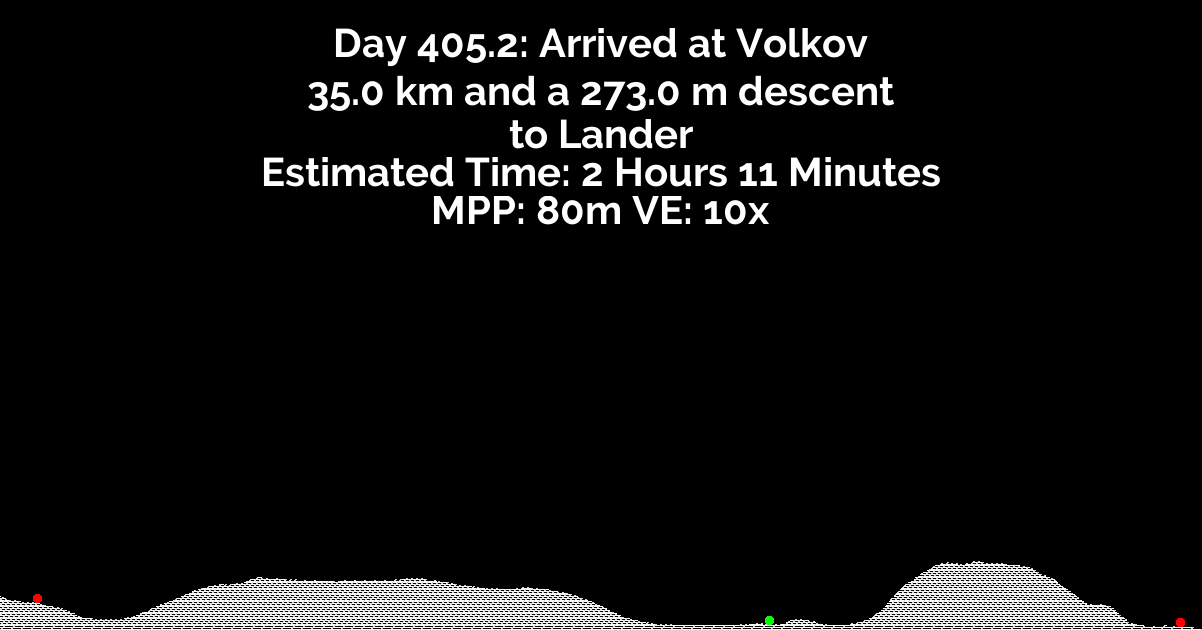 Day 405.2: Arrived at Volkov
35.0 km and a 273.0 m descent
to Lander
Estimated Time: 2 Hours 11 Minutes
MPP: 80m VE: 10x